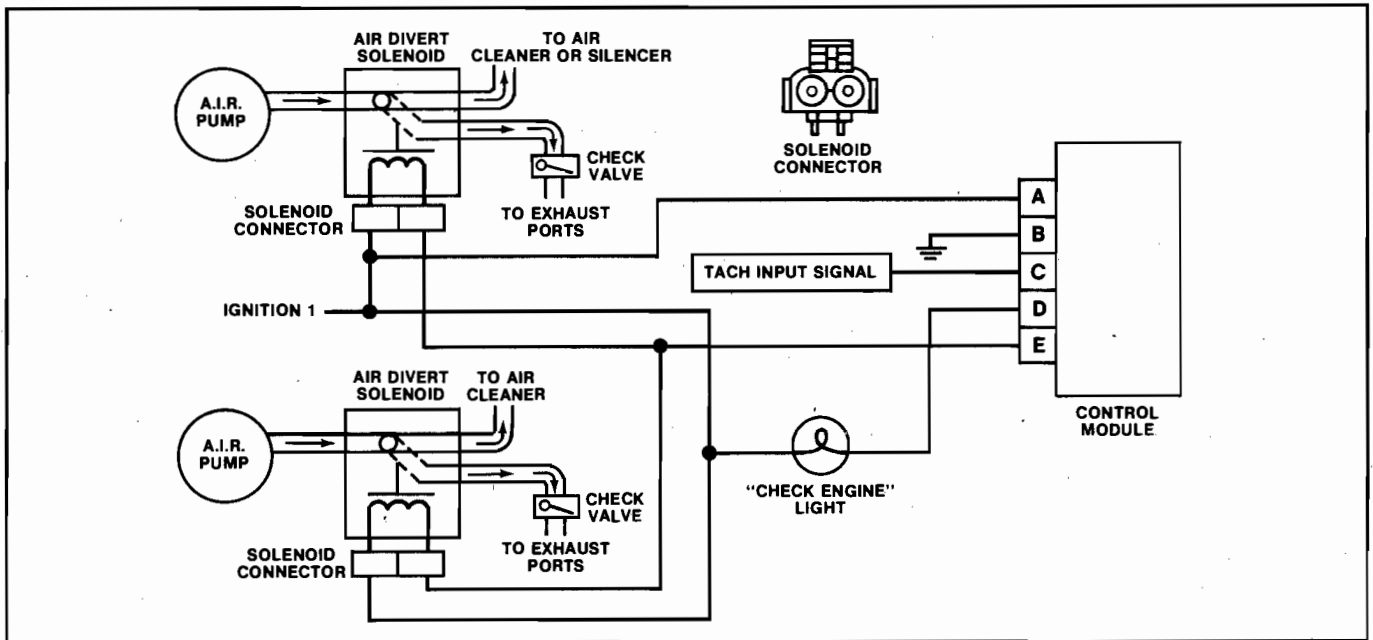 AIR DIVERT
SOLENOID
TO AIR
CLEANER OR SILENCER
A.I.R.
PUMP
CHECK
VALVE
SOLENOID
CONNECTOR
TO EXHAUST
PORTS
SOLENOID
CONNECTOR
A
B
C
D
E
TACH INPUT SIGNAL
IGNITION 1
CONTROL
MODULE
AIR DIVERT
SOLENOID
TO AIR
CLEANER
A.I.R.
PUMP
CHECK
VALVE
"CHECK ENGINE"
LIGHT
SOLENOID
CONNECTOR
TO EXHAUST
PORTS